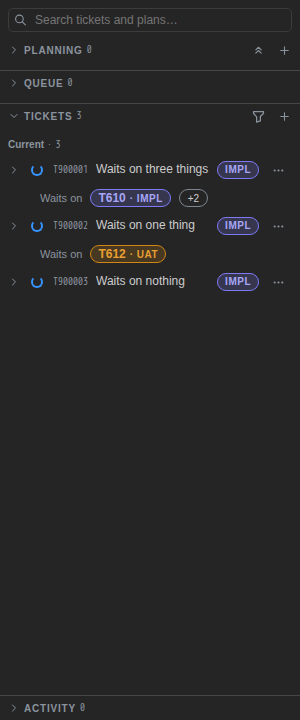 Search tickets and plans…
PLANNING 0
QUEUE 0
TICKETS 3
Current · 3
T900001 Waits on three things IMPL
Waits on T610 · IMPL +2
T900002 Waits on one thing IMPL
Waits on T612 · UAT
T900003 Waits on nothing IMPL
ACTIVITY 0